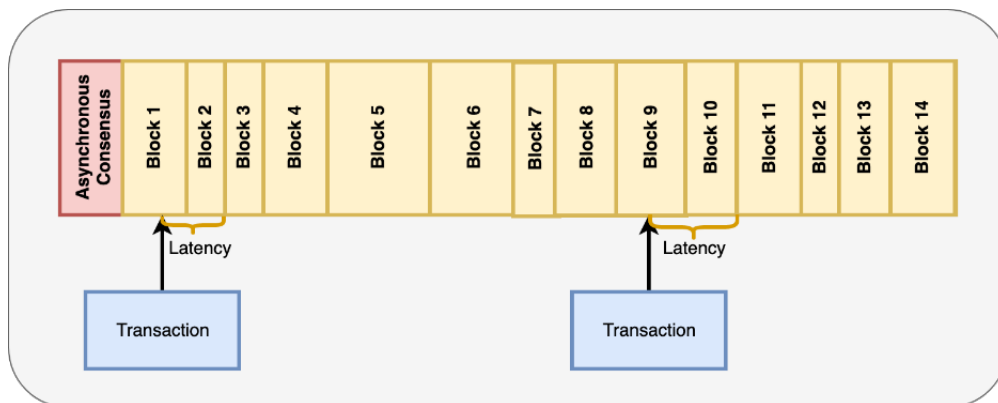 Asynchronous
Consensus
Block 1
Block 2
Block 3
Block 4
Block 5
Block 6
Block 7
Block 8
Block 9
Block 10
Block 11
Block 12
Block 13
Block 14
Latency
Latency
Transaction
Transaction